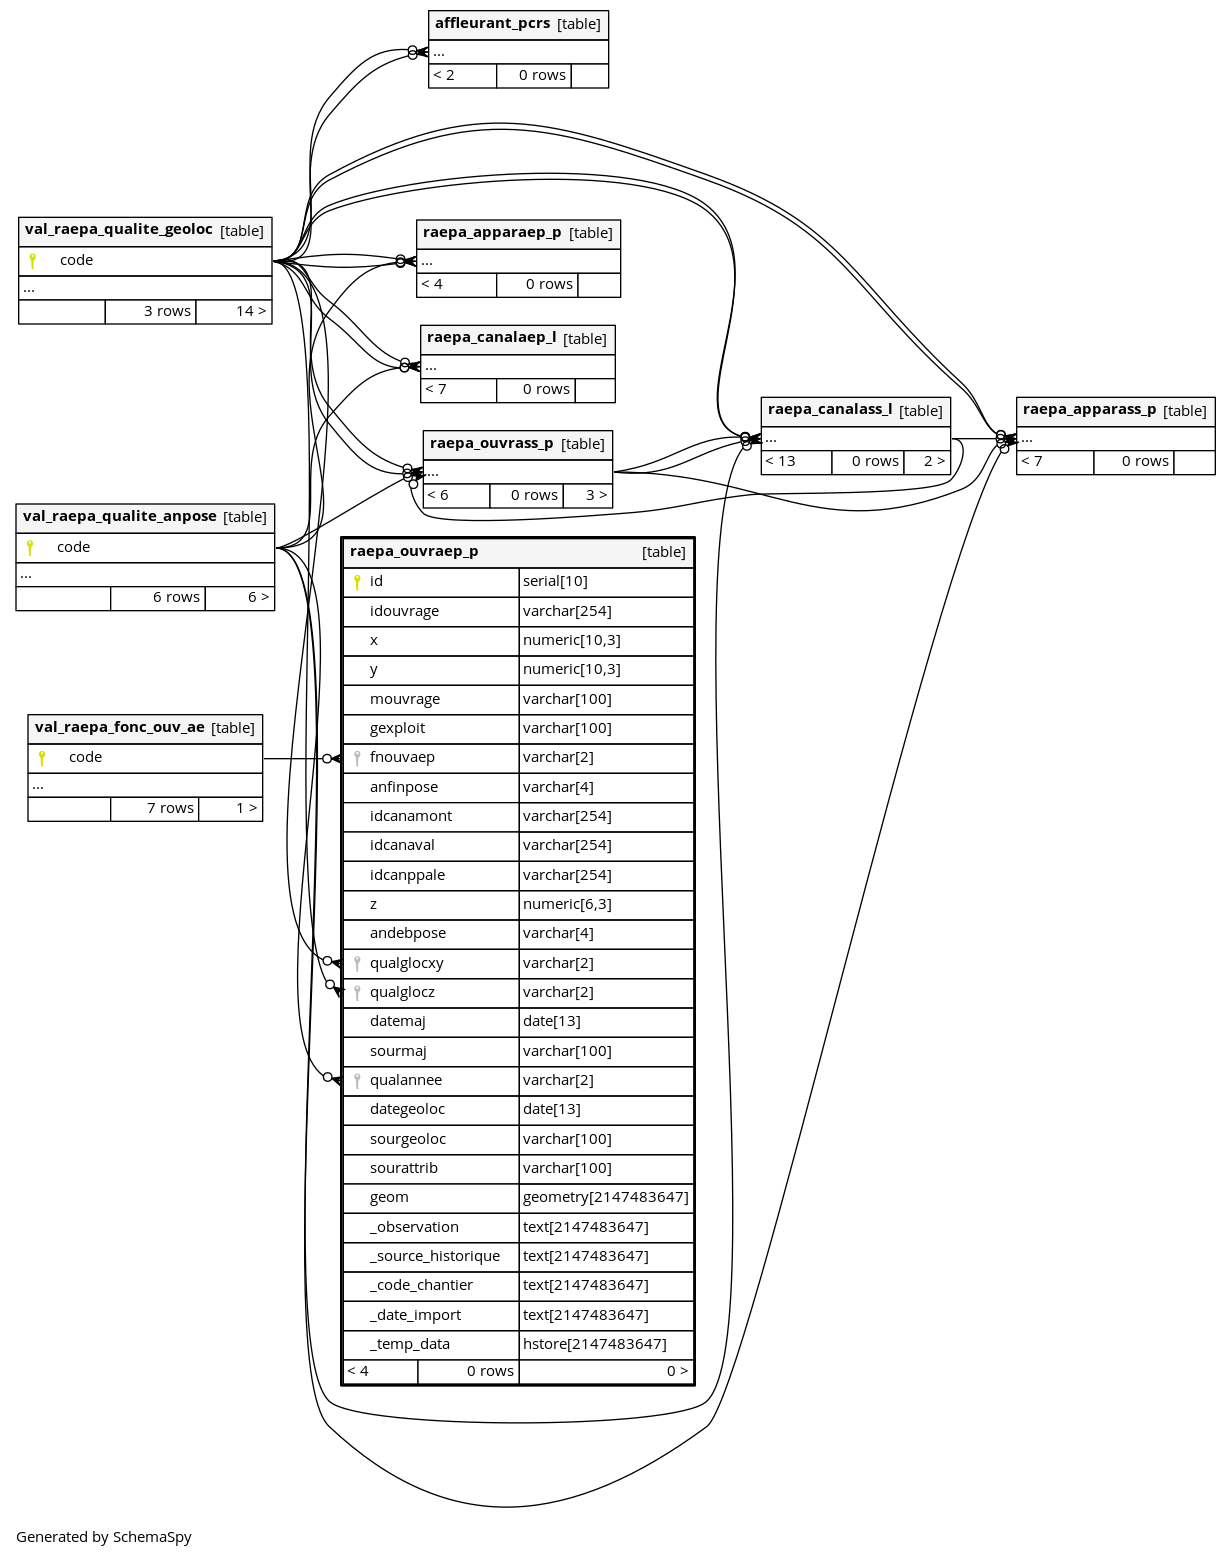 affleurant_pcrs [table]
...
< 2 0 rows
val_raepa_qualite_geoloc [table]
code
...
3 rows 14 >
raepa_apparaep_p [table]
...
< 4 0 rows
raepa_canalaep_l [table]
...
< 7 0 rows
raepa_canalass_l [table]
...
< 13 0 rows 2 >
raepa_apparass_p [table]
...
< 7 0 rows
raepa_ouvrass_p [table]
...
< 6 0 rows 3 >
val_raepa_qualite_anpose [table]
code
...
6 rows 6 >
val_raepa_fonc_ouv_ae [table]
code
...
7 rows 1 >
raepa_ouvraep_p [table]
id serial[10]
idouvrage varchar[254]
x numeric[10,3]
y numeric[10,3]
mouvrage varchar[100]
gexploit varchar[100]
fnouvaep varchar[2]
anfinpose varchar[4]
idcanamont varchar[254]
idcanaval varchar[254]
idcanppale varchar[254]
z numeric[6,3]
andebpose varchar[4]
qualglocxy varchar[2]
qualglocz varchar[2]
datemaj date[13]
sourmaj varchar[100]
qualannee varchar[2]
dategeoloc date[13]
sourgeoloc varchar[100]
sourattrib varchar[100]
geom geometry[2147483647]
_observation text[2147483647]
_source_historique text[2147483647]
_code_chantier text[2147483647]
_date_import text[2147483647]
_temp_data hstore[2147483647]
< 4 0 rows 0 >
Generated by SchemaSpy